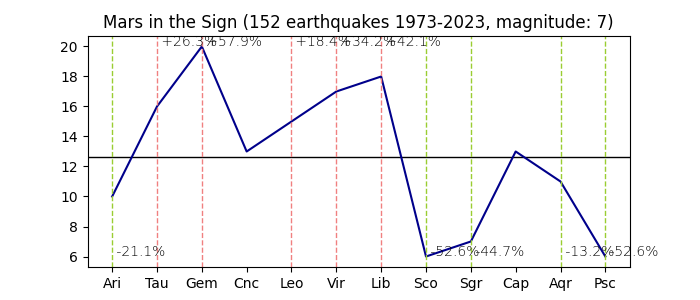 Mars in the Sign (152 earthquakes 1973-2023, magnitude: 7)
20 +26.3% +57.9% +18.4% +34.2% +42.1%
18
16
14
12
10
8
6 -21.1% -52.6% -44.7% -13.2% -52.6%
Ari Tau Gem Cnc Leo Vir Lib Sco Sgr Cap Aqr Psc